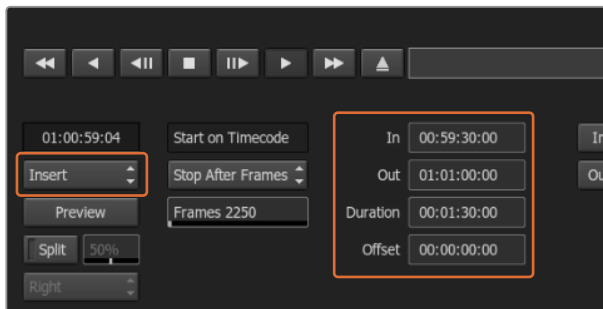 01:00:59:04
Start on Timecode
In 00:59:30:00
Insert
Stop After Frames
Out 01:01:00:00
Preview
Frames 2250
Duration 00:01:30:00
Split 50%
Offset 00:00:00:00
Right